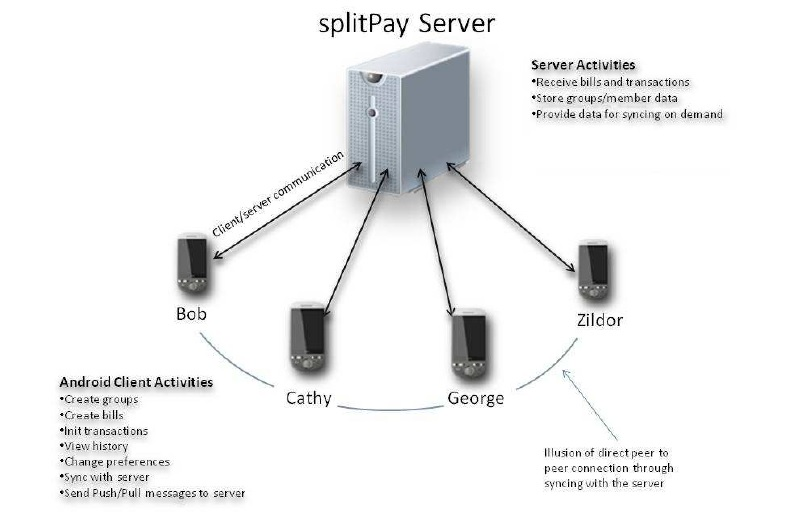 splitPay Server
Server Activities
•Receive bills and transactions
•Store groups/member data
•Provide data for syncing on demand
Client/server communication
Bob
Zildor
Cathy
George
Android Client Activities
•Create groups
•Create bills
•Init transactions
•View history
•Change preferences
•Sync with server
•Send Push/Pull messages to server
Illusion of direct peer to
peer connection through
syncing with the server